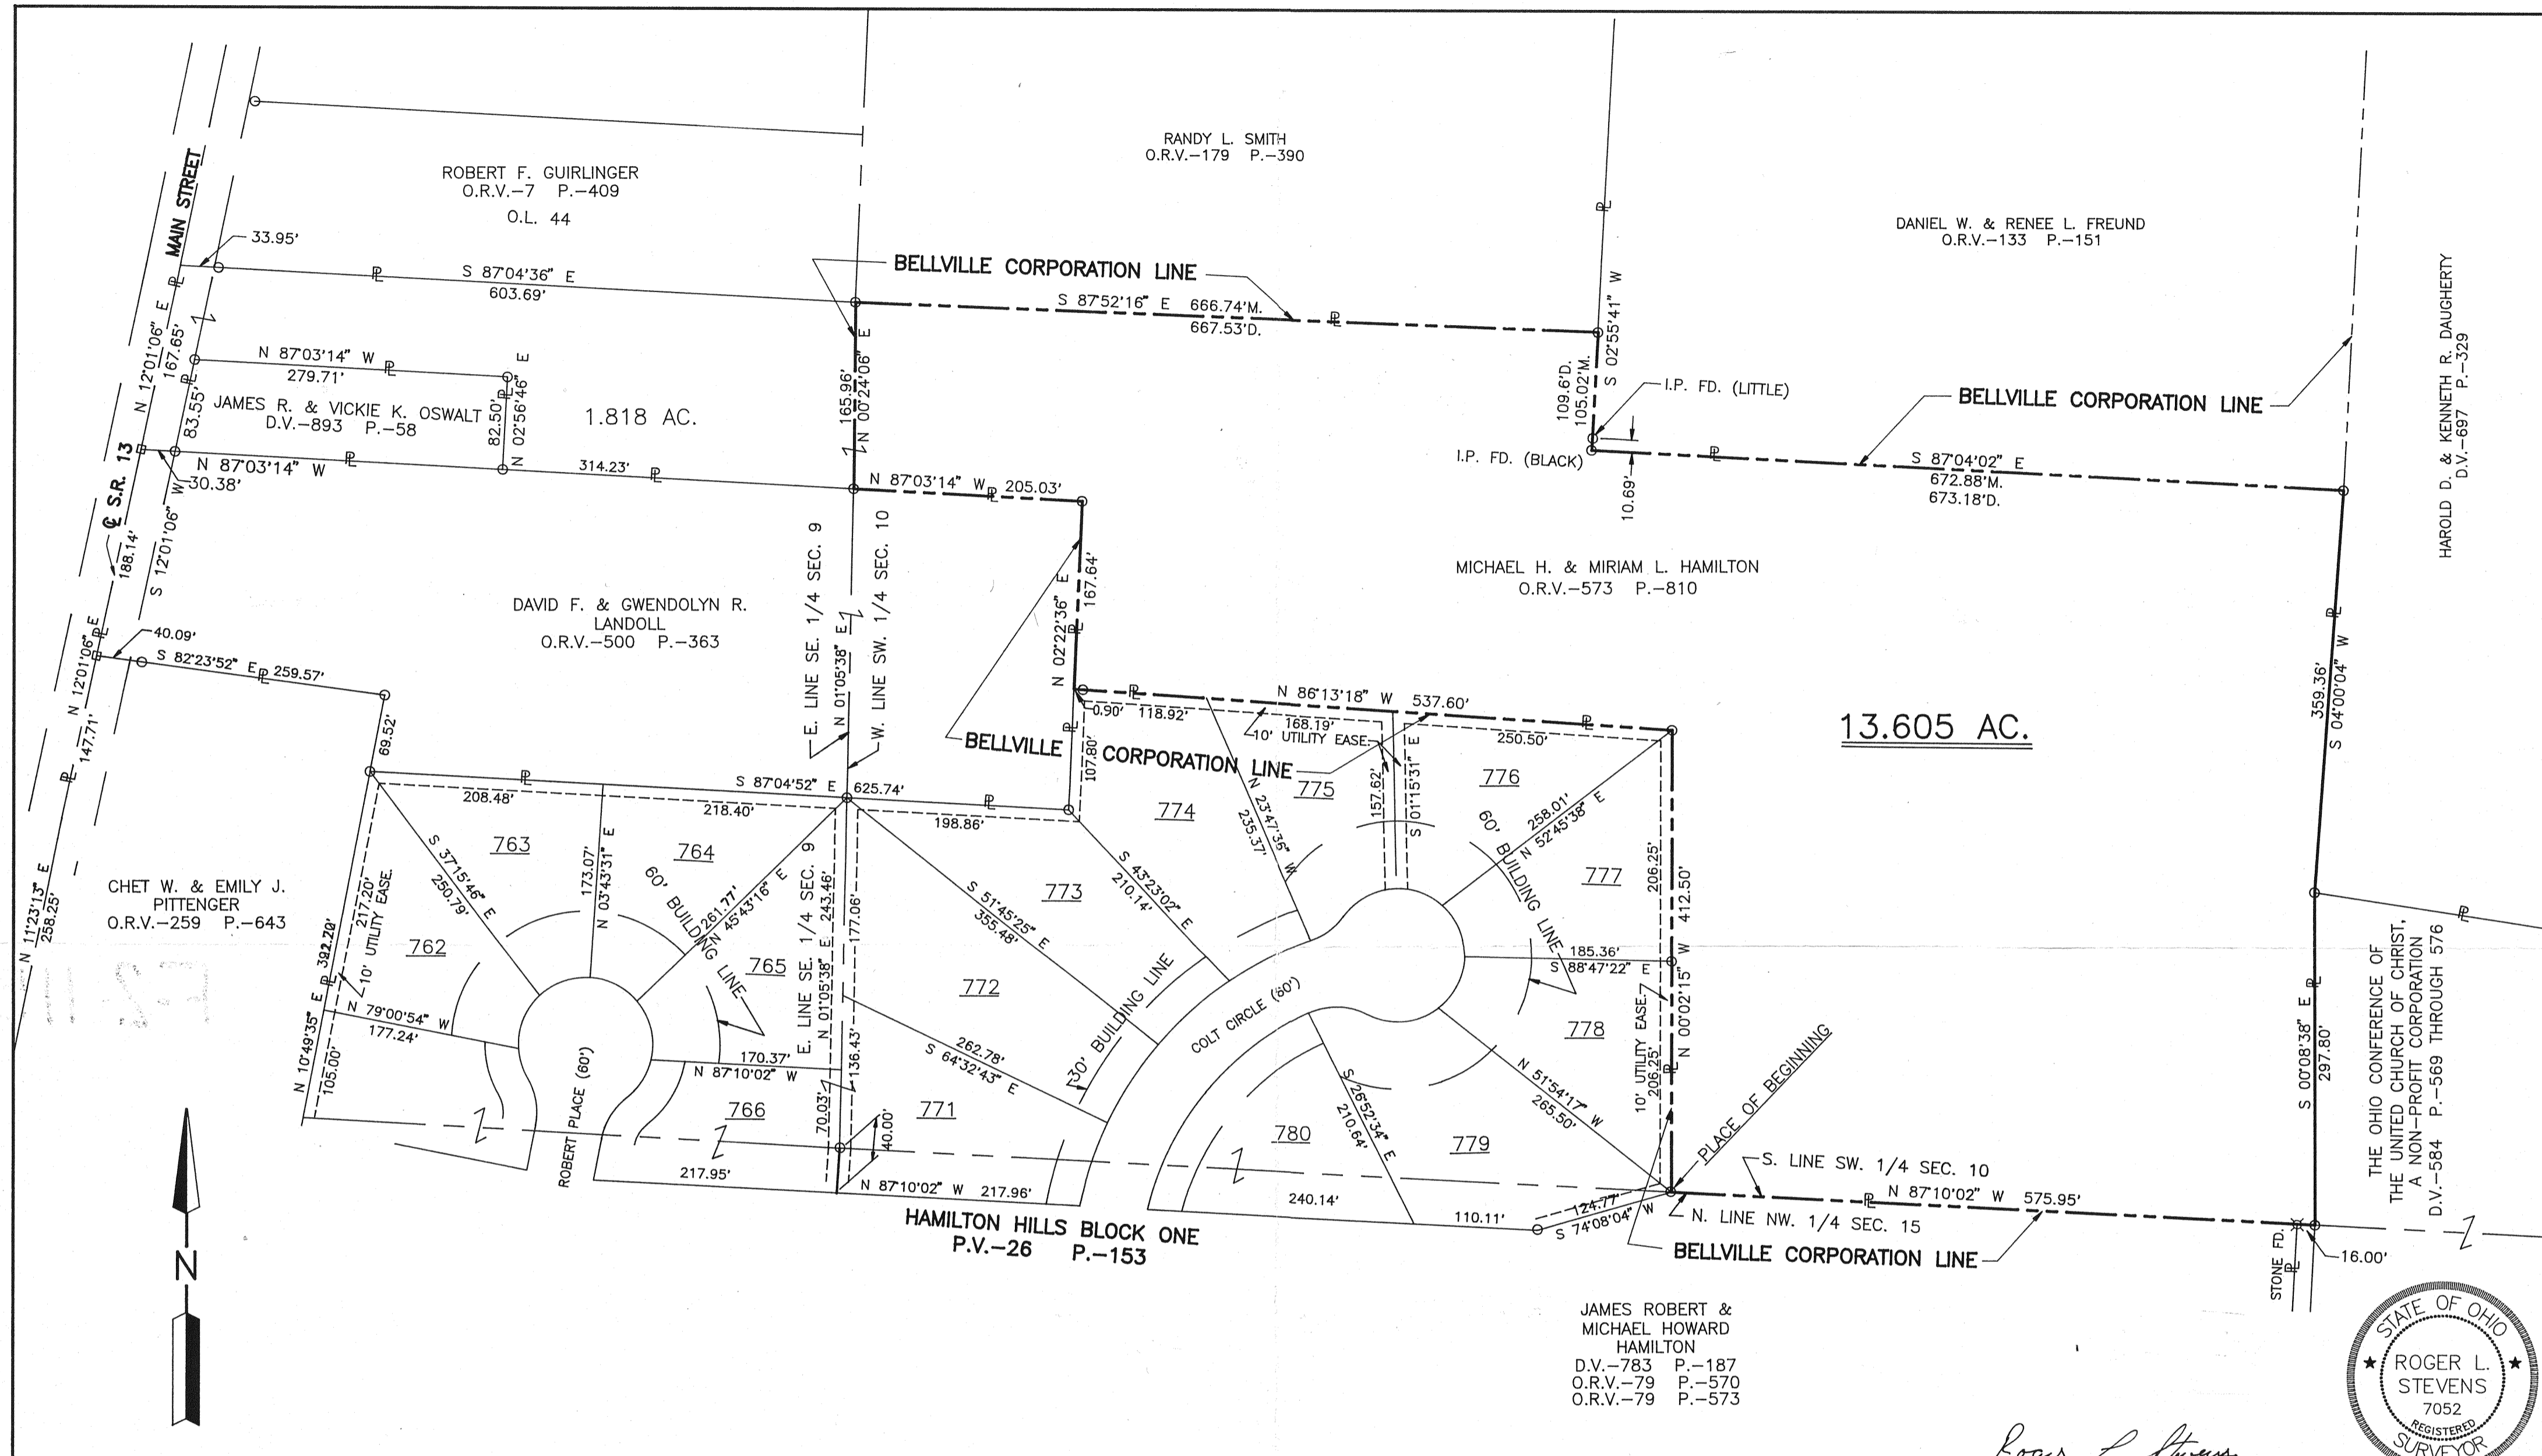 RANDY L. SMITH
O.R.V.-179 P.-390
ROBERT F. GUIRLINGER
O.R.V.-7 P.-409
O.L. 44
DANIEL W. & RENEE L. FREUND
O.R.V.-133 P.-151
HAROLD D. & KENNETH R. DAUGHERTY
D.V.-697 P.-329
MAIN STREET
33.95'
S 87°04'36" E
603.69'
BELLVILLE CORPORATION LINE
S 87°52'16" E 666.74'M.
667.53'D.
S 02°55'41" W
109.6'D.
105.02'M.
I.P. FD. (LITTLE)
I.P. FD. (BLACK)
10.69'
BELLVILLE CORPORATION LINE
S 87°04'02" E
672.88'M.
673.18'D.
N 12°01'06" E
167.65'
N 87°03'14" W
279.71'
83.55'
JAMES R. & VICKIE K. OSWALT
D.V.-893 P.-58
82.50'
N 02°56'46" E
1.818 AC.
165.96'
N 00°24'06" E
N 87°03'14" W
314.23'
30.38'
N 87°03'14" W 205.03'
℄ S.R. 13
188.14'
S 12°01'06" W
E. LINE SE. 1/4 SEC. 9
W. LINE SW. 1/4 SEC. 10
N 01°05'38" E
167.64'
N 02°22'36" E
MICHAEL H. & MIRIAM L. HAMILTON
O.R.V.-573 P.-810
DAVID F. & GWENDOLYN R.
LANDOLL
O.R.V.-500 P.-363
40.09'
S 82°23'52" E 259.57'
N 12°01'06" E
147.71'
69.52'
N 86°13'18" W 537.60'
0.90' 118.92'
168.19'
10' UTILITY EASE.
250.50'
BELLVILLE CORPORATION LINE
107.80'
13.605 AC.
359.36'
S 04°00'04" W
S 87°04'52" E 625.74'
208.48'
218.40'
198.86'
763
764
774
775
776
157.62'
S 01°15'31" E
N 23°47'36" W
235.37'
258.01'
N 52°45'38" E
60' BUILDING LINE
777
206.25'
N 00°02'15" W 412.50'
S 37°15'46" E
250.79'
173.07'
N 03°43'31" E
60' BUILDING LINE
261.77'
N 45°43'16" E
E. LINE SE. 1/4 SEC. 9
N 01°05'38" E 243.46'
177.06'
773
S 43°23'02" E
210.14'
S 51°45'25" E
355.48'
CHET W. & EMILY J.
PITTENGER
O.R.V.-259 P.-643
N 11°23'13" E
258.25'
217.20'
10' UTILITY EASE.
762
765
772
185.36'
S 88°47'22" E
30' BUILDING LINE
COLT CIRCLE (60')
778
10' UTILITY EASE.
206.25'
N 10°49'35" E
105.00'
N 79°00'54" W
177.24'
ROBERT PLACE (60')
170.37'
N 87°10'02" W
766
70.03'
136.43'
40.00'
262.78'
S 64°32'43" E
771
N 51°54'17" W
265.50'
S 26°52'34" E
210.64'
780
779
PLACE OF BEGINNING
S. LINE SW. 1/4 SEC. 10
N 87°10'02" W 575.95'
N. LINE NW. 1/4 SEC. 15
BELLVILLE CORPORATION LINE
217.95'
N 87°10'02" W 217.96'
240.14'
110.11'
124.77'
S 74°08'04" W
HAMILTON HILLS BLOCK ONE
P.V.-26 P.-153
S 00°08'38" E
297.80'
THE OHIO CONFERENCE OF
THE UNITED CHURCH OF CHRIST,
A NON-PROFIT CORPORATION
D.V.-584 P.-569 THROUGH 576
STONE FD.
16.00'
N
JAMES ROBERT &
MICHAEL HOWARD
HAMILTON
D.V.-783 P.-187
O.R.V.-79 P.-570
O.R.V.-79 P.-573
STATE OF OHIO
ROGER L.
STEVENS
7052
REGISTERED
SURVEYOR
Roger L. Stevens